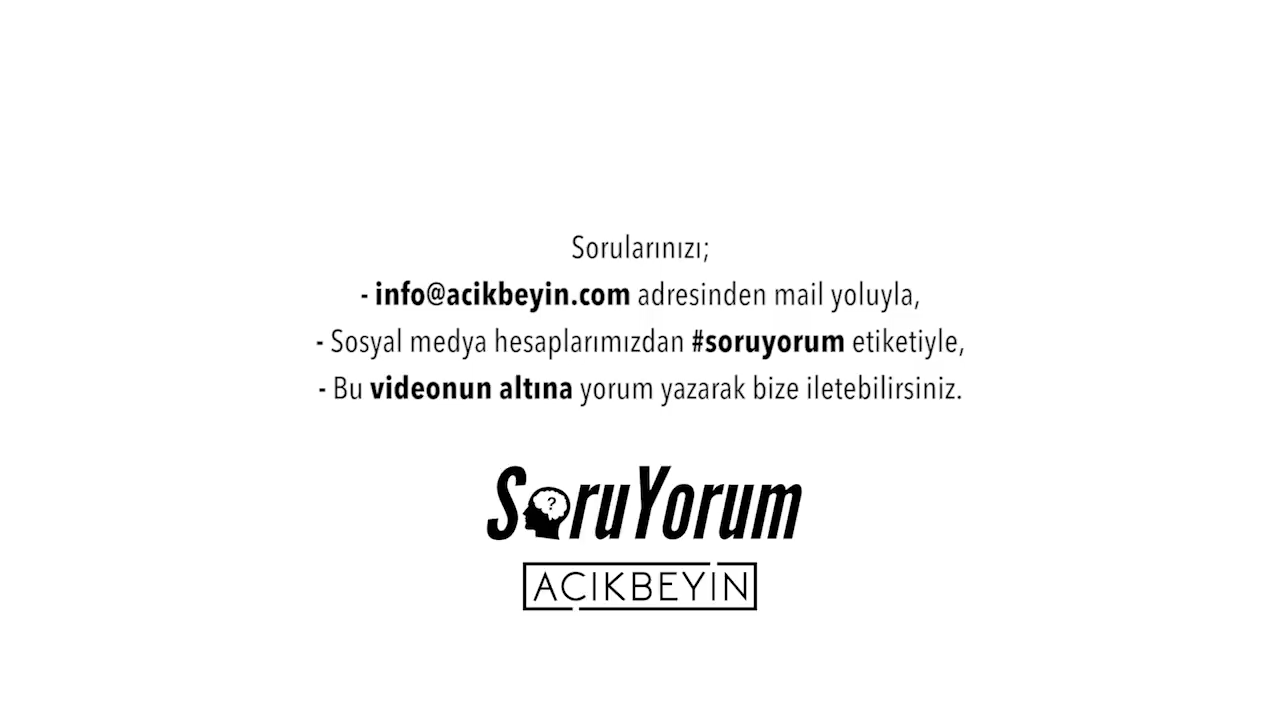 Sorularınızı;
- info@acikbeyin.com adresinden mail yoluyla,
- Sosyal medya hesaplarımızdan #soruyorum etiketiyle,
- Bu videonun altına yorum yazarak bize iletebilirsiniz.
SoruYorum
AÇIKBEYİN